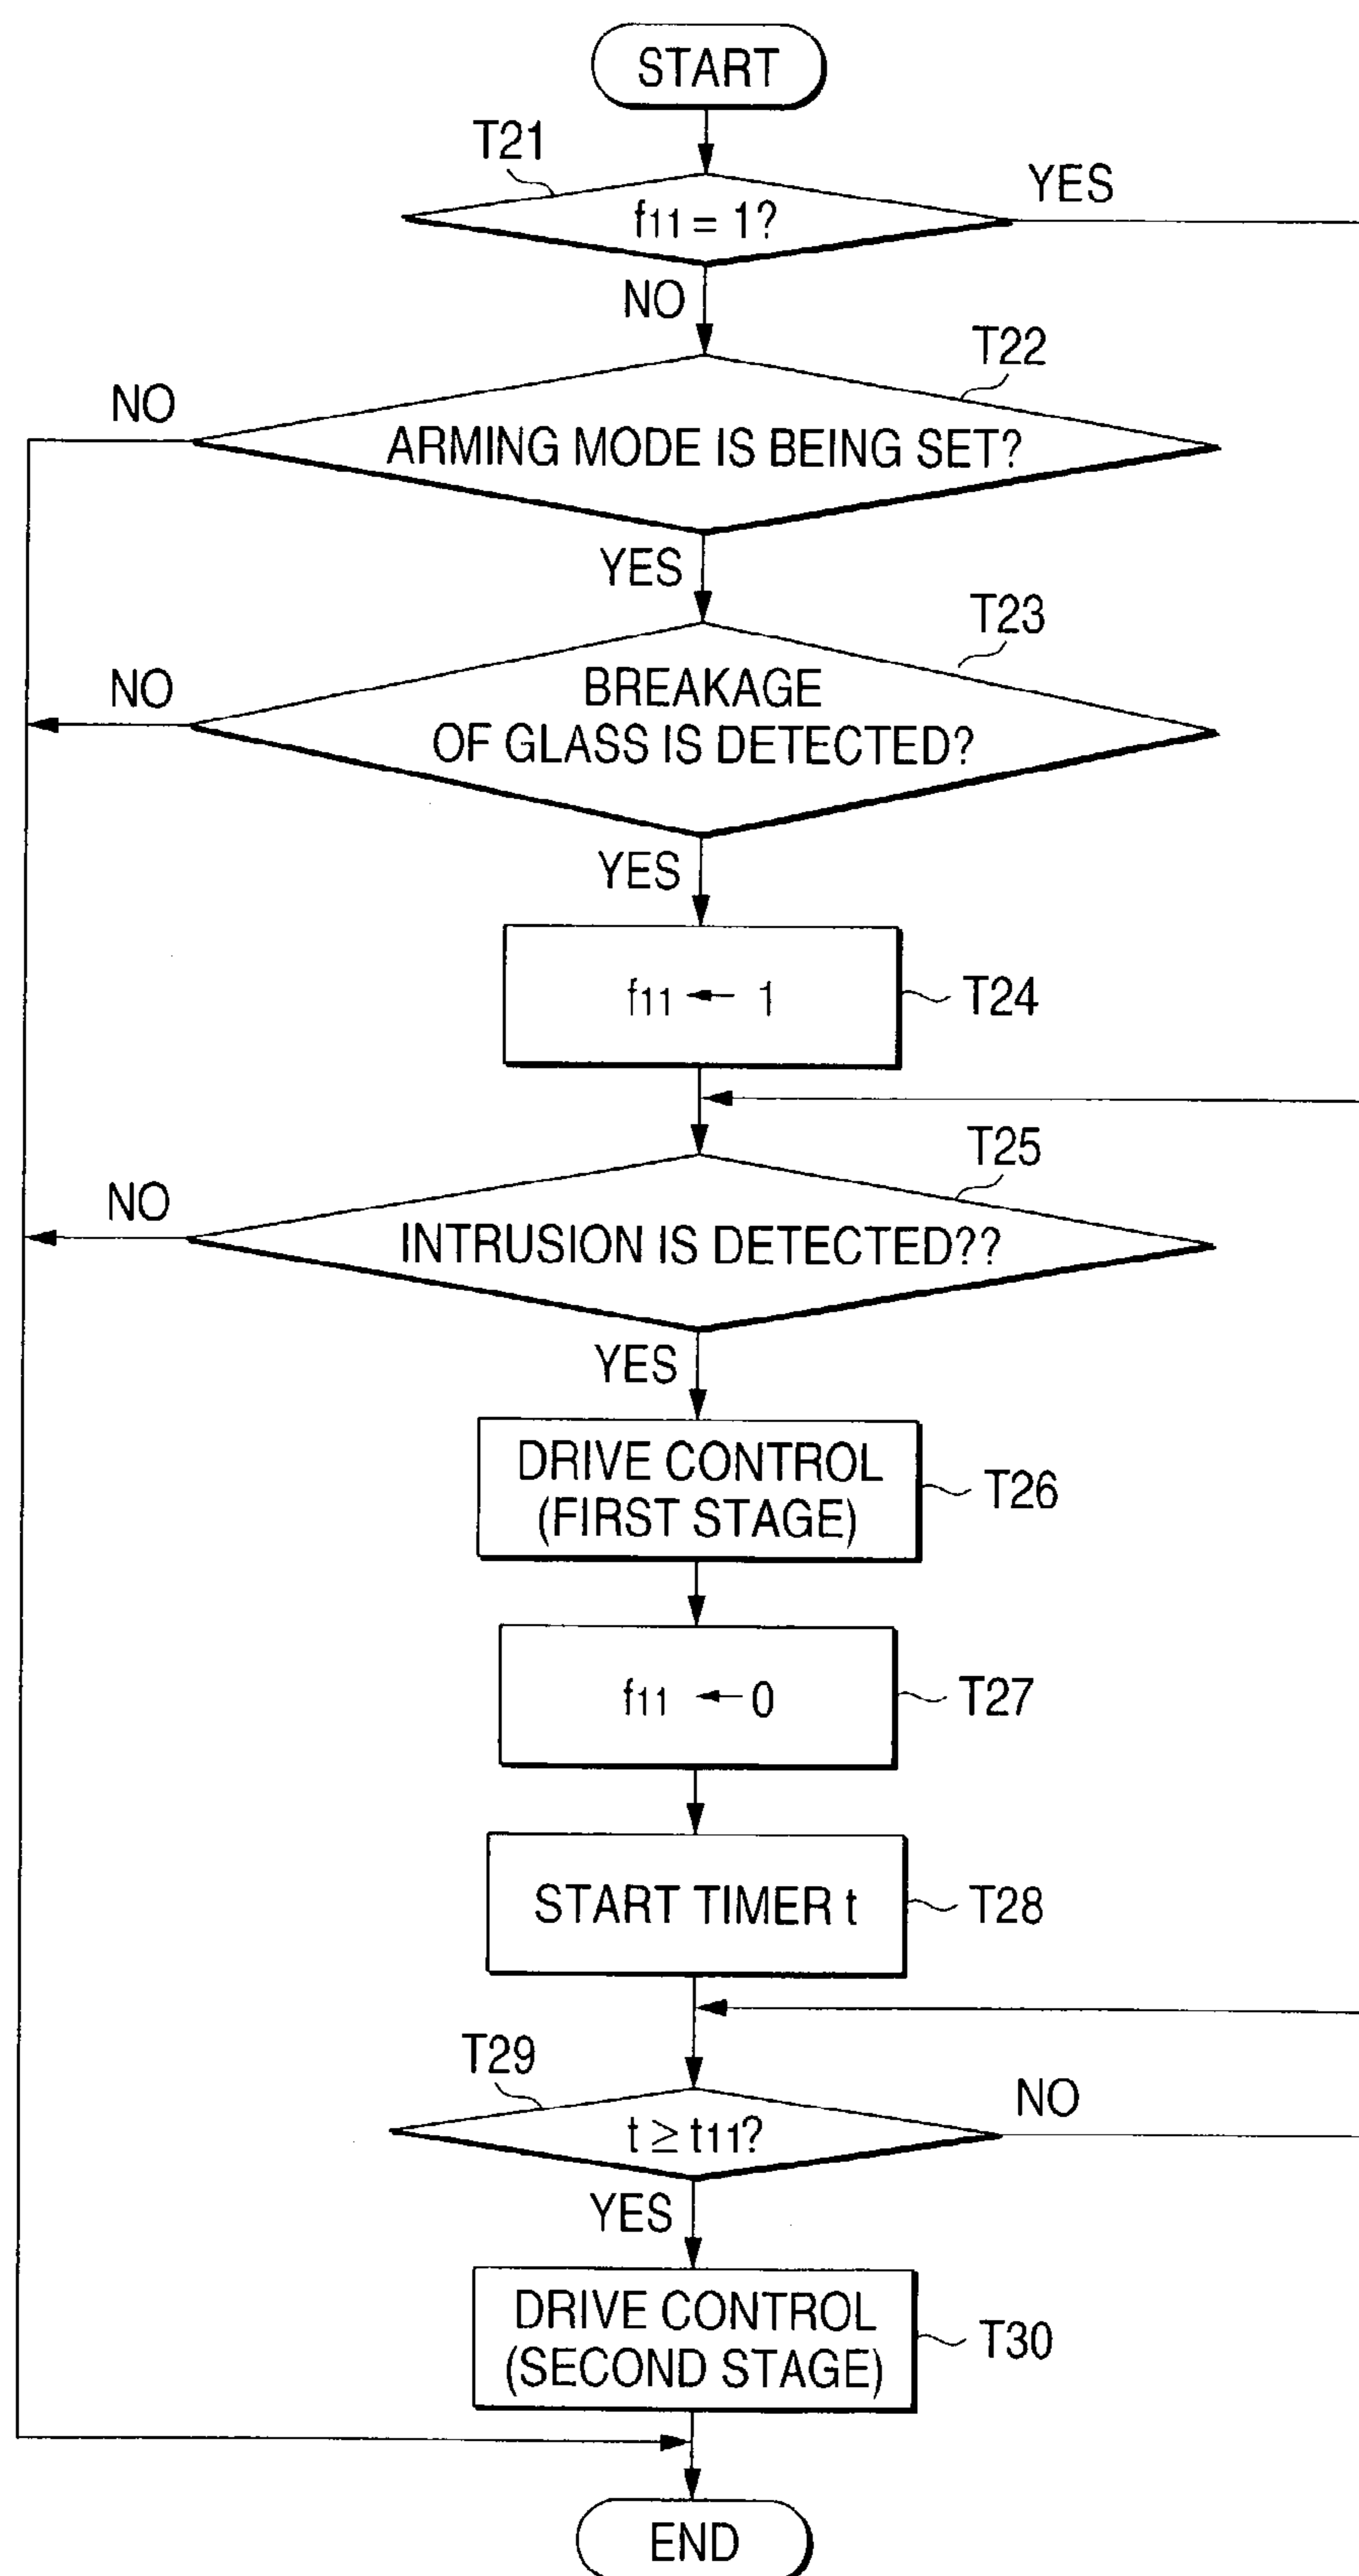 START
T21
YES
f11 = 1?
NO
T22
NO
ARMING MODE IS BEING SET?
YES
T23
NO
BREAKAGE
OF GLASS IS DETECTED?
YES
f11 ← 1
T24
T25
NO
INTRUSION IS DETECTED??
YES
DRIVE CONTROL
(FIRST STAGE)
T26
f11 ← 0
T27
START TIMER t
T28
T29
NO
t ≥ t11?
YES
DRIVE CONTROL
(SECOND STAGE)
T30
END